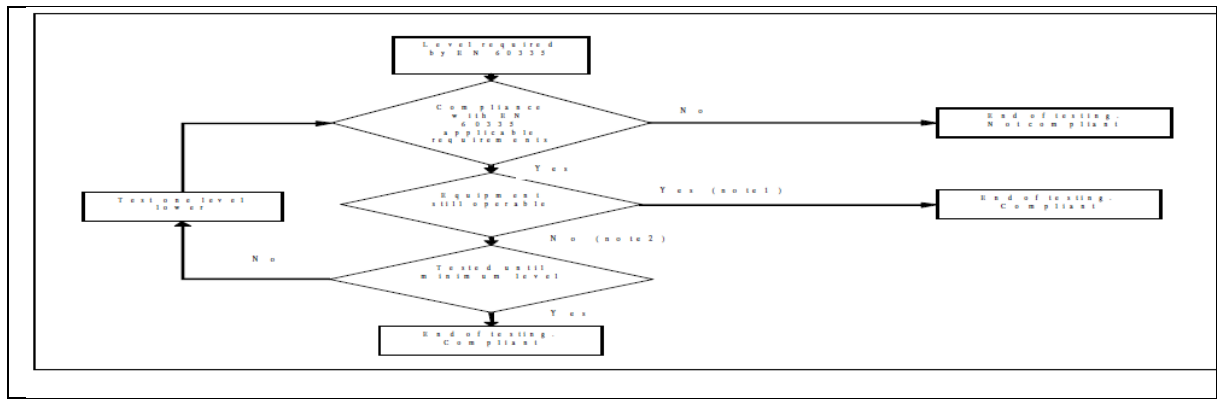 Level required
by EN 60335
Compliance
with EN
60335
applicable
requirements
No
End of testing.
Not compliant
Yes
Equipment
still operable
Yes (note1)
End of testing.
Compliant
Test one level
lower
No (note2)
No
Tested until
minimum level
Yes
End of testing.
Compliant